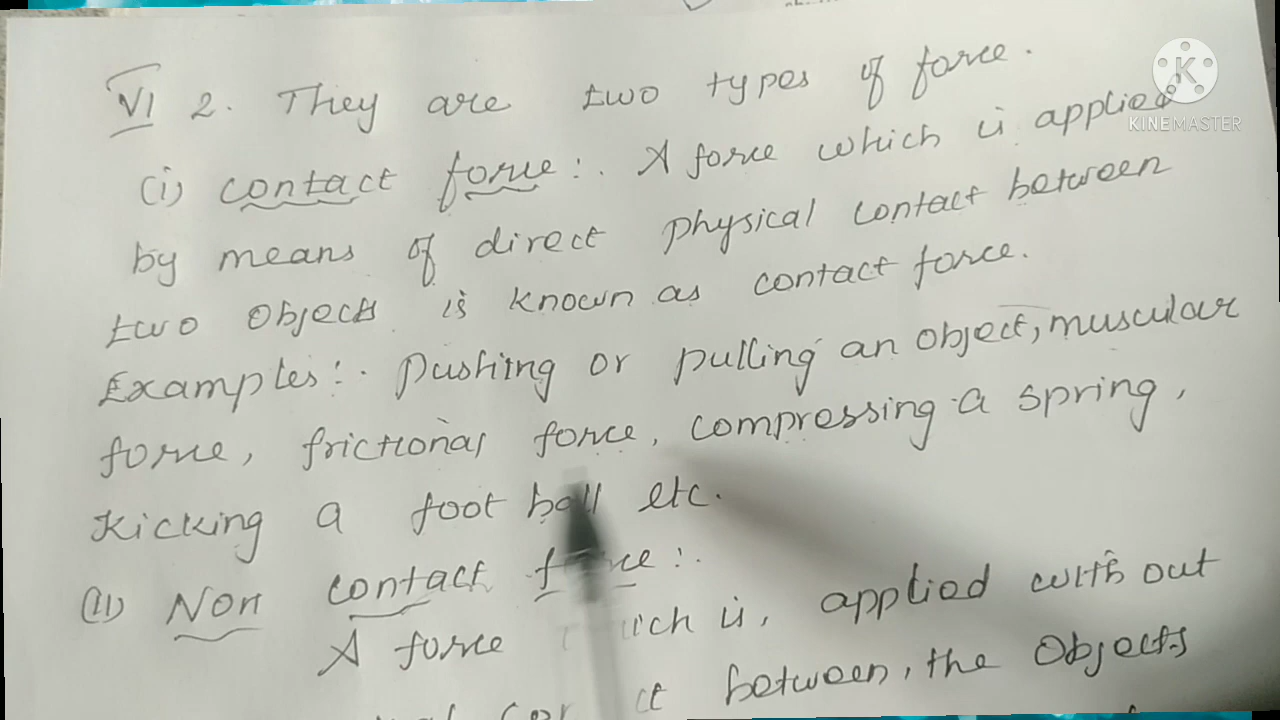 VI 2. They are two types of force.
(i) contact force:. A force which is applied
by means of direct physical contact between
two objects is known as contact force.
Examples:. Pushing or pulling an object, muscular
force, frictional force, compressing a spring,
Kicking a foot ball etc.
(ii) Non contact force:.
A force which is, applied without
between, the objects
KINEMASTER